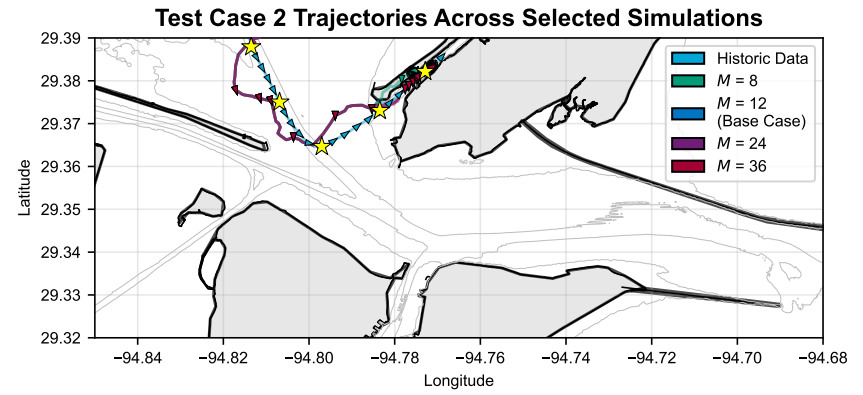 Test Case 2 Trajectories Across Selected Simulations
29.39
29.38
29.37
29.36
29.35
29.34
29.33
29.32
Latitude
Historic Data
M = 8
M = 12
(Base Case)
M = 24
M = 36
−94.84
−94.82
−94.80
−94.78
−94.76
−94.74
−94.72
−94.70
−94.68
Longitude